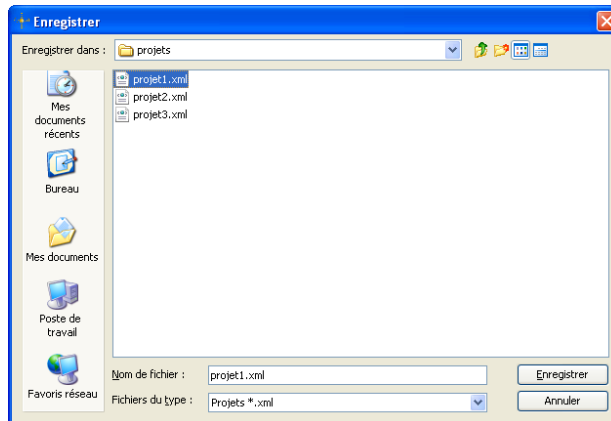 Enregistrer
Enregistrer dans :
projets
Mes
documents
récents
Bureau
Mes documents
Poste de
travail
Favoris réseau
projet1.xml
projet2.xml
projet3.xml
Nom de fichier :
projet1.xml
Enregistrer
Fichiers du type :
Projets *.xml
Annuler